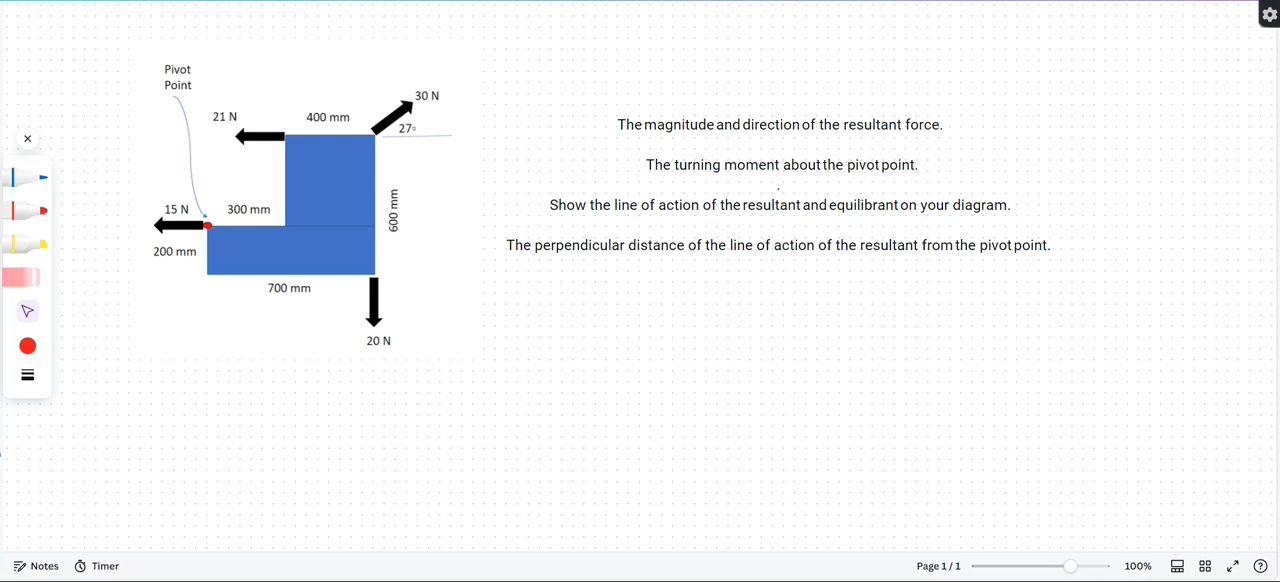 Pivot
Point
30 N
21 N
400 mm
27°
The magnitude and direction of the resultant force.
The turning moment about the pivot point.
15 N
300 mm
600 mm
Show the line of action of the resultant and equilibrant on your diagram.
200 mm
The perpendicular distance of the line of action of the resultant from the pivot point.
700 mm
20 N
Notes
Timer
Page 1 / 1
100%